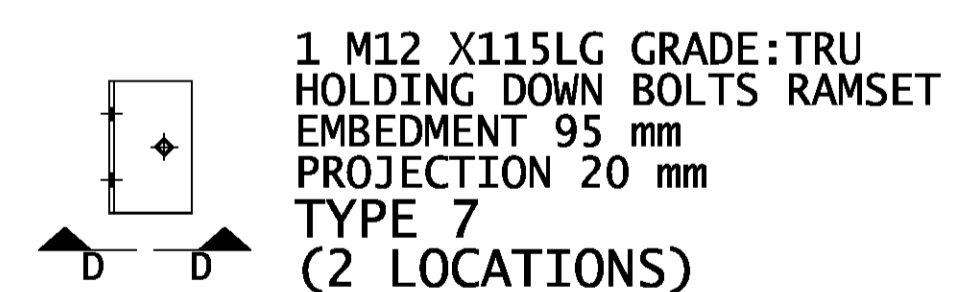 1 M12 X115LG GRADE:TRU
HOLDING DOWN BOLTS RAMSET
EMBEDMENT 95 mm
PROJECTION 20 mm
TYPE 7
(2 LOCATIONS)
D D